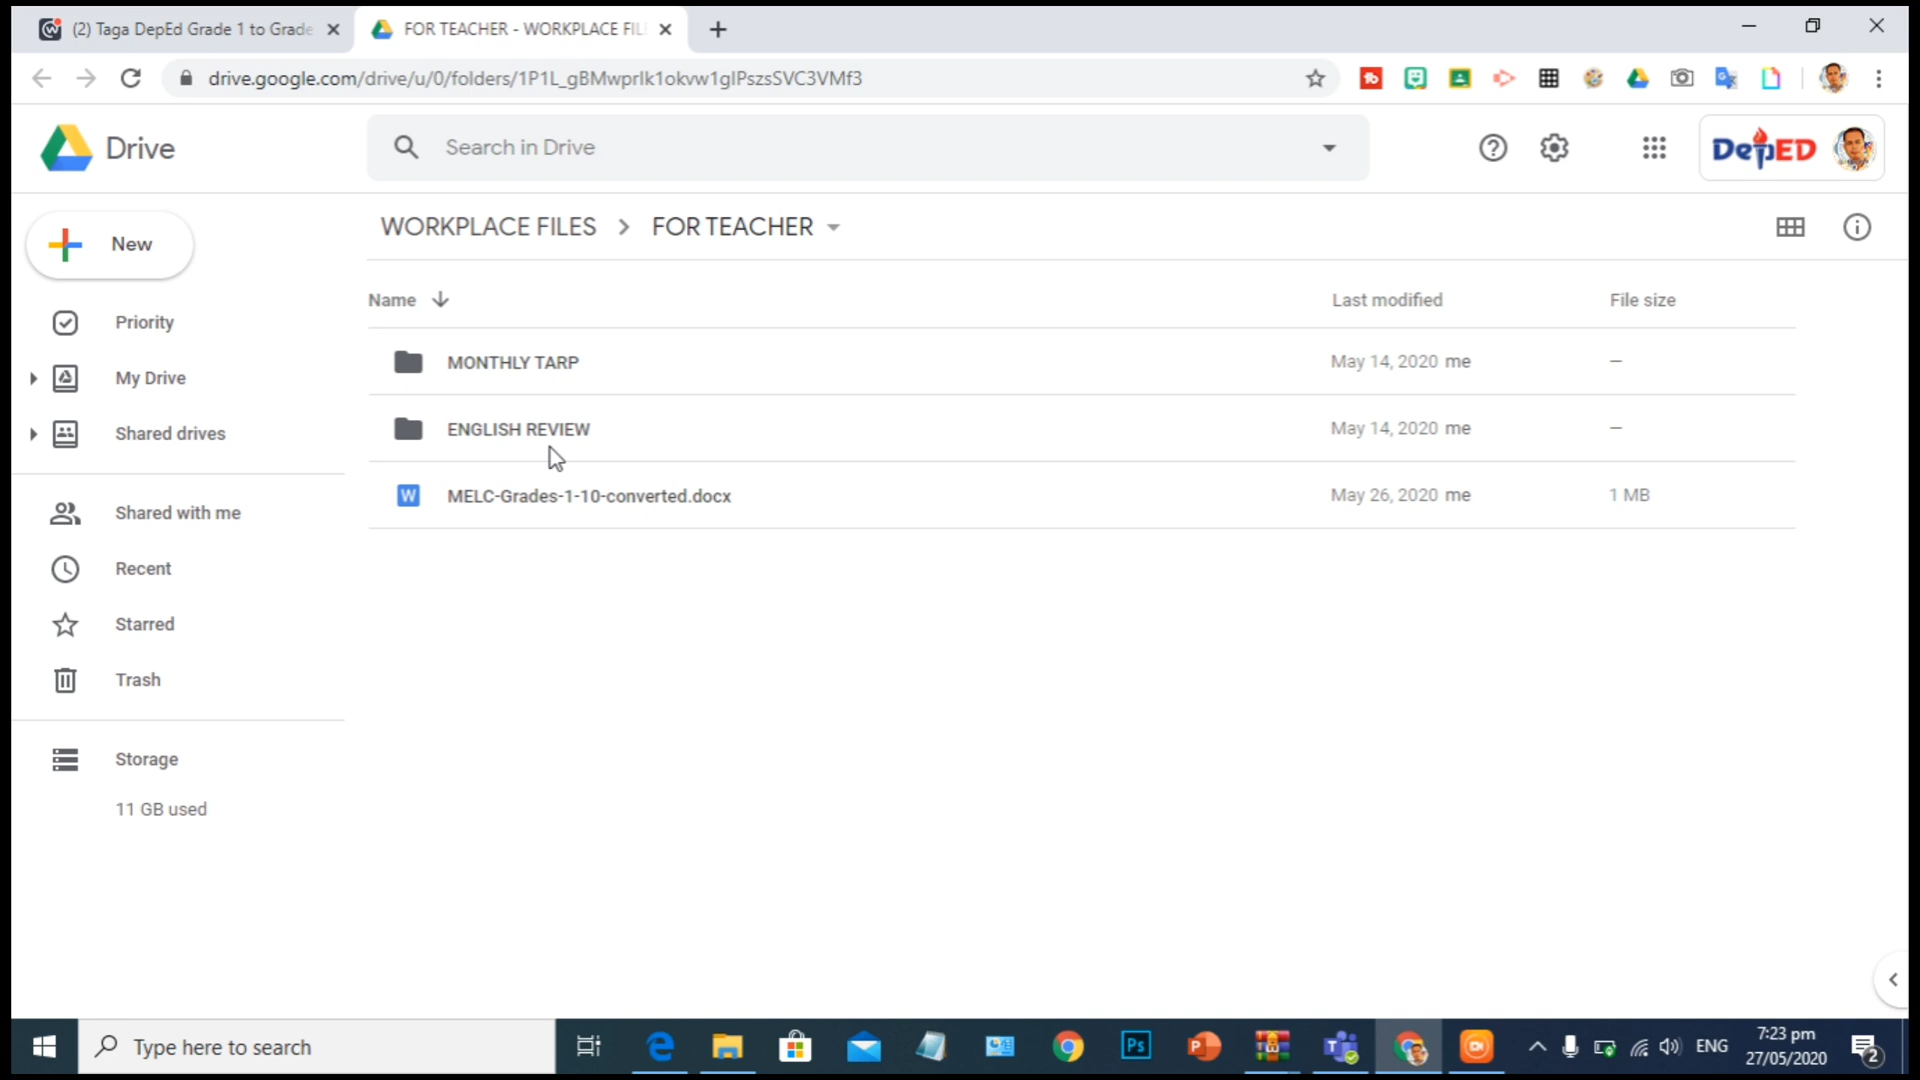 (2) Taga DepEd Grade 1 to Grade
FOR TEACHER - WORKPLACE FIL
drive.google.com/drive/u/0/folders/1P1L_gBMwprIk1okvw1gIPszsSVC3VMf3
Drive
Search in Drive
DepED
New
WORKPLACE FILES > FOR TEACHER
Priority
My Drive
Shared drives
Shared with me
Recent
Starred
Trash
Storage
11 GB used
Name
Last modified
File size
MONTHLY TARP
May 14, 2020 me
–
ENGLISH REVIEW
May 14, 2020 me
–
W
MELC-Grades-1-10-converted.docx
May 26, 2020 me
1 MB
Type here to search
Ps
ENG
7:23 pm
27/05/2020
2